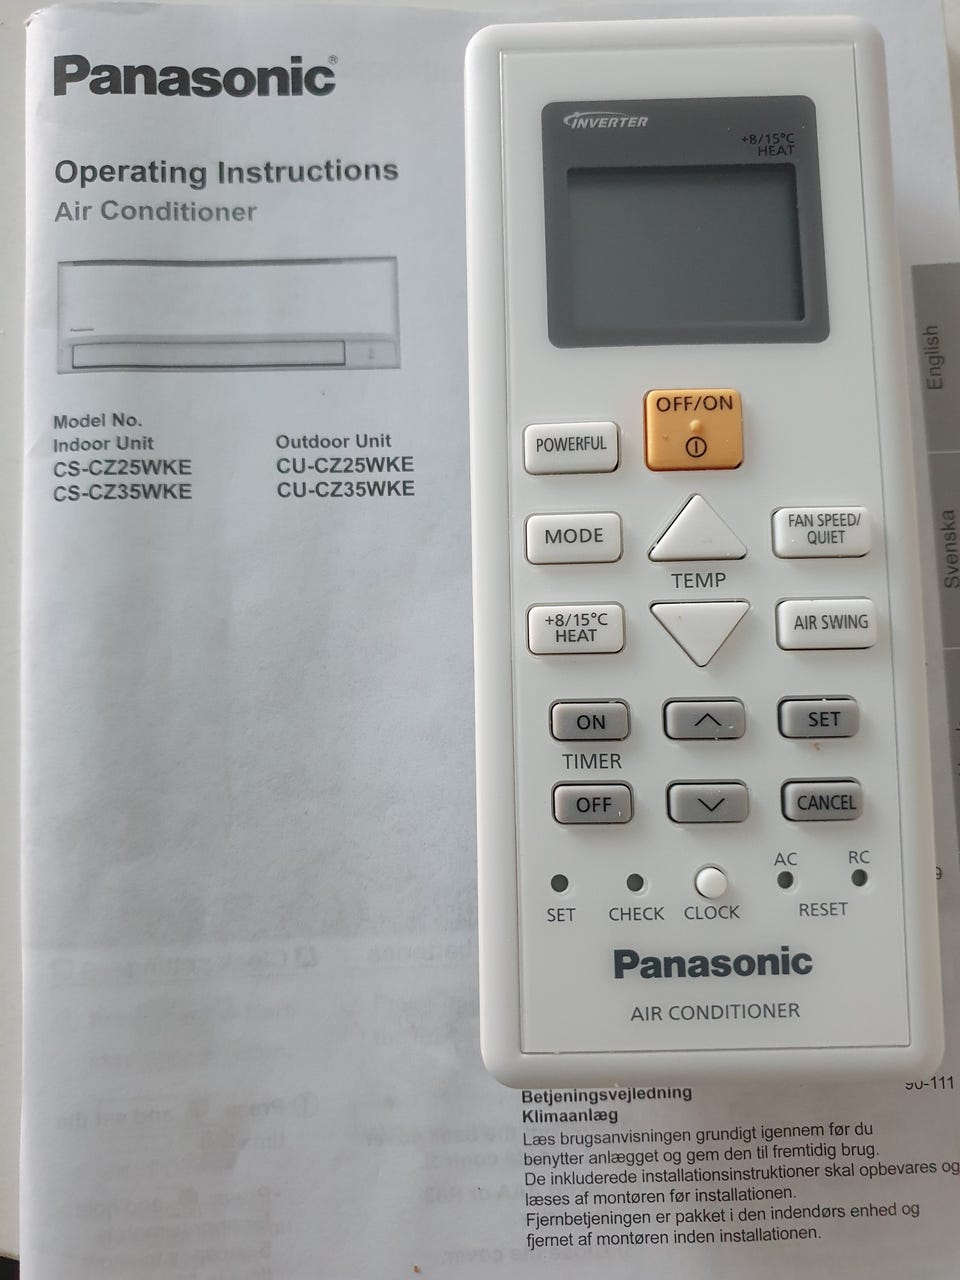 Panasonic®
Operating Instructions
Air Conditioner
Panasonic
Model No.
Indoor Unit
CS-CZ25WKE
CS-CZ35WKE
Outdoor Unit
CU-CZ25WKE
CU-CZ35WKE
INVERTER
+8/15°C
HEAT
OFF/ON
POWERFUL
MODE
FAN SPEED/
QUIET
TEMP
+8/15°C
HEAT
AIR SWING
ON
SET
TIMER
OFF
CANCEL
AC
RC
SET
CHECK
CLOCK
RESET
Panasonic
AIR CONDITIONER
English
Svenska
9
90-111
Betjeningsvejledning
Klimaanlæg
Læs brugsanvisningen grundigt igennem før du
benytter anlægget og gem den til fremtidig brug.
De inkluderede installationsinstruktioner skal opbevares og
læses af montøren før installationen.
Fjernbetjeningen er pakket i den indendørs enhed og
fjernet af montøren inden installationen.